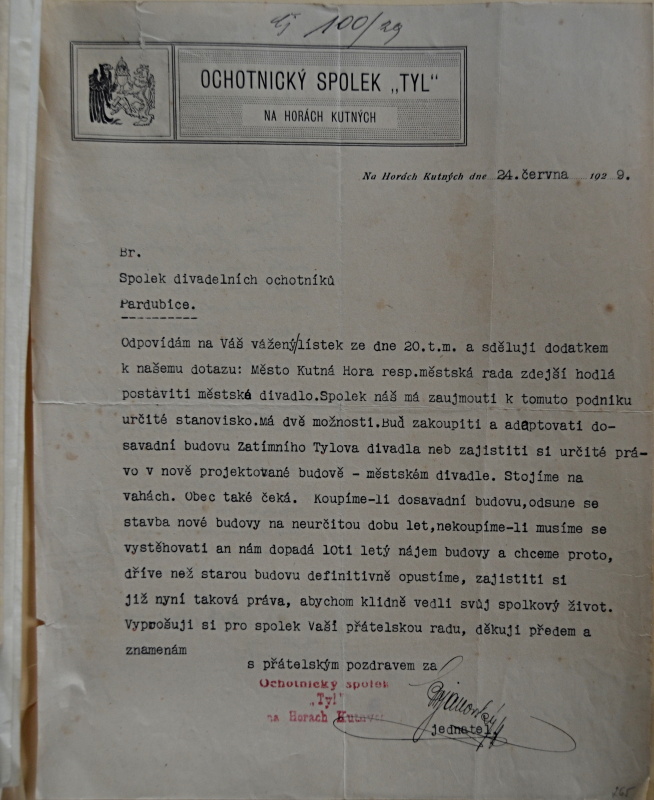 čj 100/29
OCHOTNICKÝ SPOLEK „TYL"
NA HORÁCH KUTNÝCH
Na Horách Kutných dne 24.června 1929.
Br.
Spolek divadelních ochotníků
Pardubice.
Odpovídám na Váš vážený/lístek ze dne 20.t.m. a sděluji dodatkem
k našemu dotazu: Město Kutná Hora resp.městská rada zdejší hodlá
postaviti městské divadlo.Spolek náš má zaujmouti k tomuto podniku
určité stanovisko.Má dvě možnosti.Buď zakoupiti a adaptovati do-
savadní budovu Zatímního Tylova divadla neb zajistiti si určité prá-
vo v nově projektované budově - městském divadle. Stojíme na
vahách. Obec také čeká. Koupíme-li dosavadní budovu,odsune se
stavba nové budovy na neurčitou dobu let,nekoupíme-li musíme se
vystěhovati an nám dopadá 10ti letý nájem budovy a chceme proto,
dříve než starou budovu definitivně opustíme, zajistiti si
již nyní taková práva, abychom klidně vedli svůj spolkový život.
Vyprošuji si pro spolek Vaší přátelskou radu, děkuji předem a
znamenám
s přátelským pozdravem za
Ochotnický spolek
„Tyl"
na Horách Kutných
jednatel
265